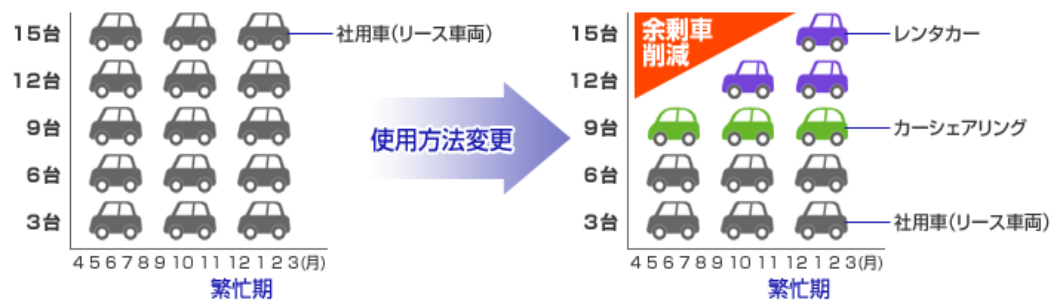 15台
12台
9台
6台
3台
社用車(リース車両)
4 5 6 7 8 9 10 11 12 1 2 3(月)
繁忙期
使用方法変更
15台
12台
9台
6台
3台
余剰車
削減
レンタカー
カーシェアリング
社用車(リース車両)
4 5 6 7 8 9 10 11 12 1 2 3(月)
繁忙期